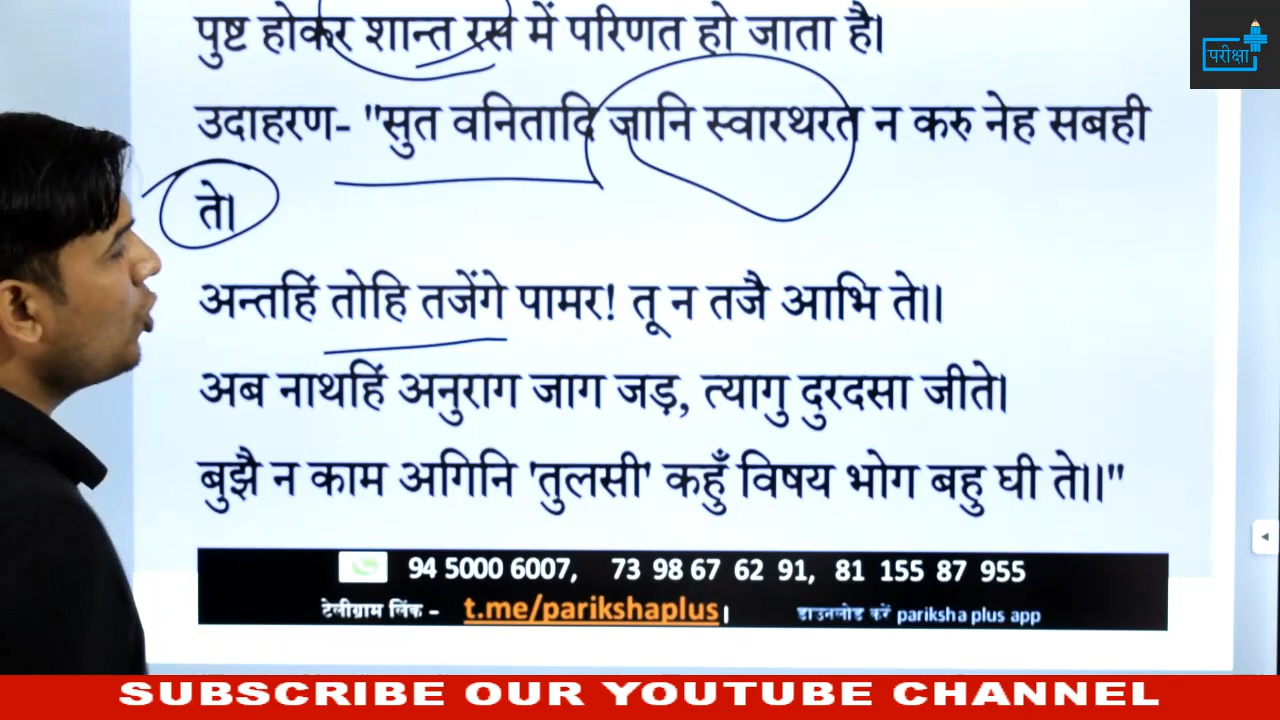 पुष्ट होकर शान्त रस में परिणत हो जाता है।
परीक्षा
उदाहरण- "सुत वनितादि जानि स्वारथरत न करु नेह सबही
ते।
अन्तहिं तोहि तजेंगे पामर! तू न तजै आभि ते।।
अब नाथहिं अनुराग जाग जड़, त्यागु दुरदसा जीते।
बुझै न काम अगिनि 'तुलसी' कहुँ विषय भोग बहु घी ते।।"
94 5000 6007, 73 98 67 62 91, 81 155 87 955
टेलीग्राम लिंक – t.me/parikshaplus। डाउनलोड करें pariksha plus app
SUBSCRIBE OUR YOUTUBE CHANNEL